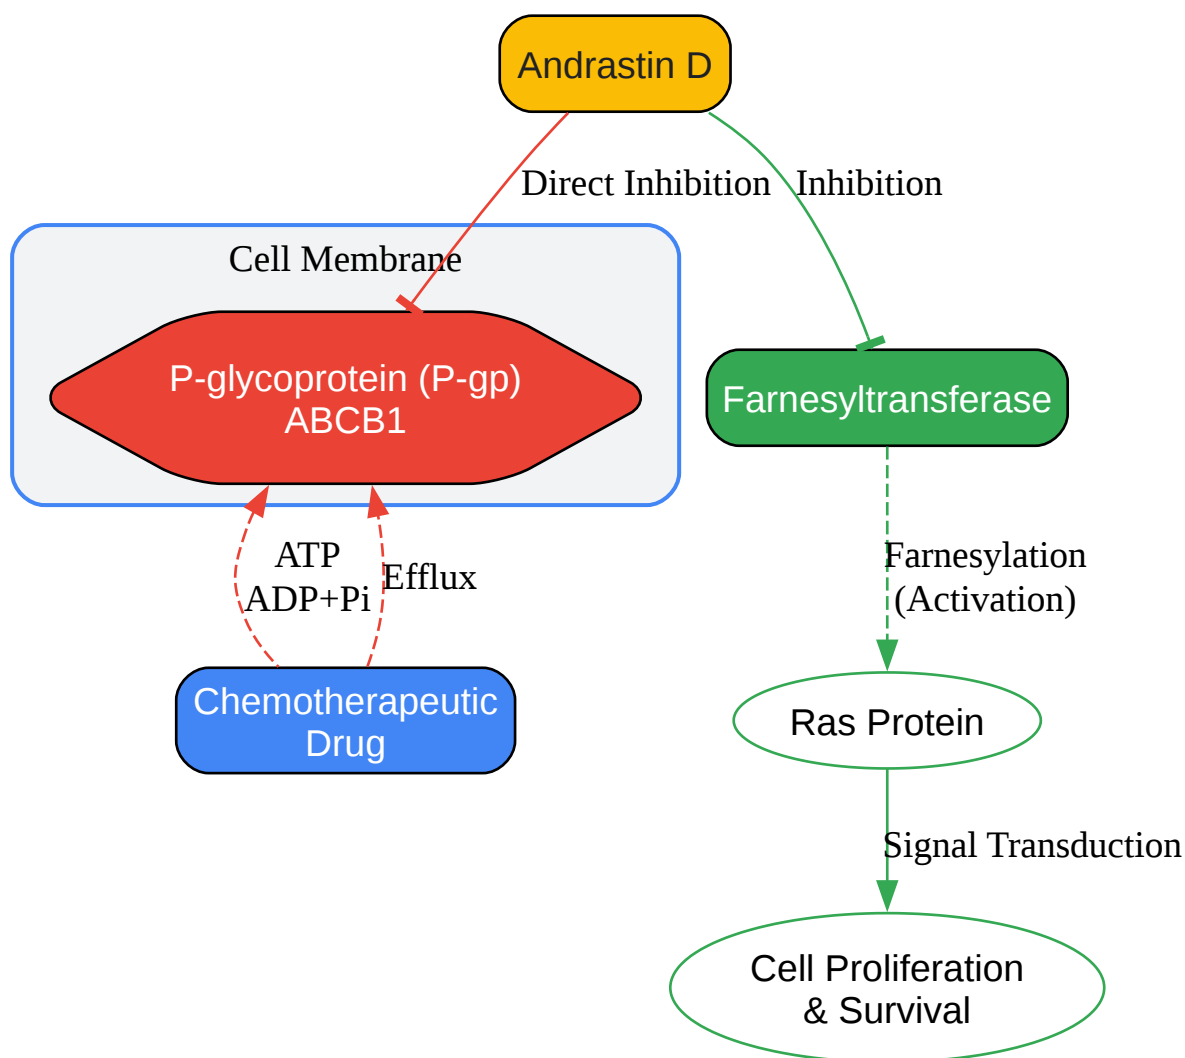 Andrastin D
Direct Inhibition
Inhibition
Cell Membrane
P-glycoprotein (P-gp)
ABCB1
Farnesyltransferase
ATP
ADP+Pi
Efflux
Farnesylation
(Activation)
Chemotherapeutic
Drug
Ras Protein
Signal Transduction
Cell Proliferation
& Survival